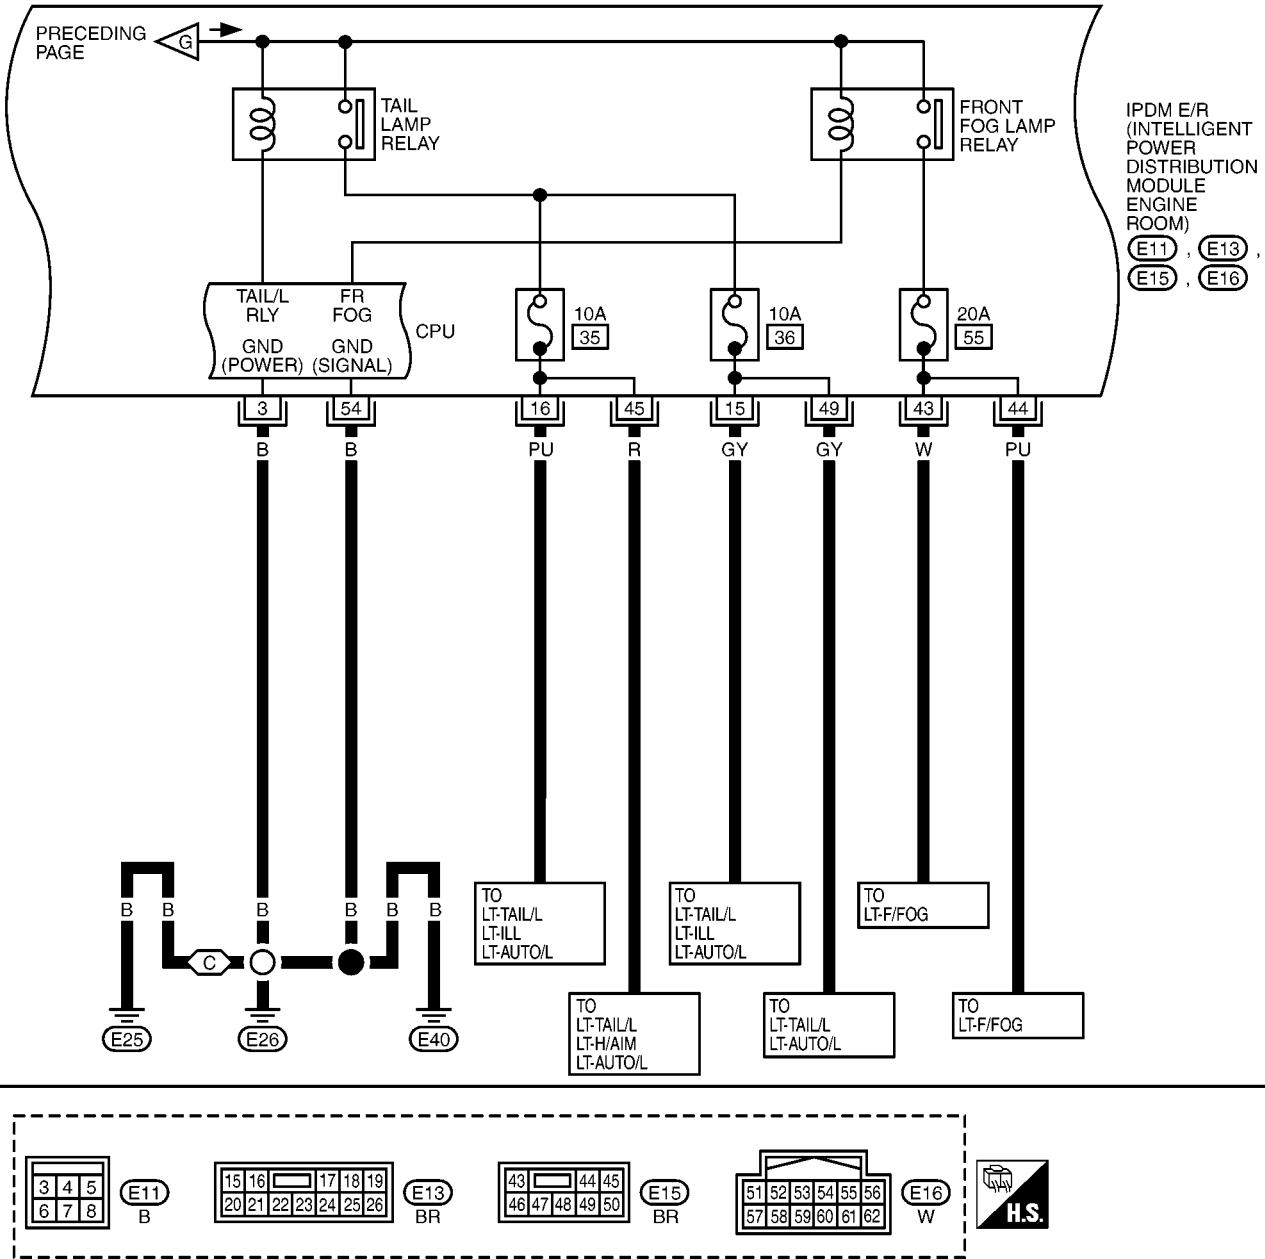 PRECEDING
PAGE
G
TAIL
LAMP
RELAY
FRONT
FOG LAMP
RELAY
IPDM E/R
(INTELLIGENT
POWER
DISTRIBUTION
MODULE
ENGINE
ROOM)
E11 , E13 ,
E15 , E16
TAIL/L
RLY
FR
FOG
GND
(POWER)
GND
(SIGNAL)
CPU
10A
35
10A
36
20A
55
3 54 16 45 15 49 43 44
B B PU R GY GY W PU
B B B B B B
C
E25 E26 E40
TO
LT-TAIL/L
LT-ILL
LT-AUTO/L
TO
LT-TAIL/L
LT-H/AIM
LT-AUTO/L
TO
LT-TAIL/L
LT-ILL
LT-AUTO/L
TO
LT-TAIL/L
LT-AUTO/L
TO
LT-F/FOG
TO
LT-F/FOG
3 4 5
6 7 8
E11
B
15 16 17 18 19
20 21 22 23 24 25 26
E13
BR
43 44 45
46 47 48 49 50
E15
BR
51 52 53 54 55 56
57 58 59 60 61 62
E16
W
H.S.